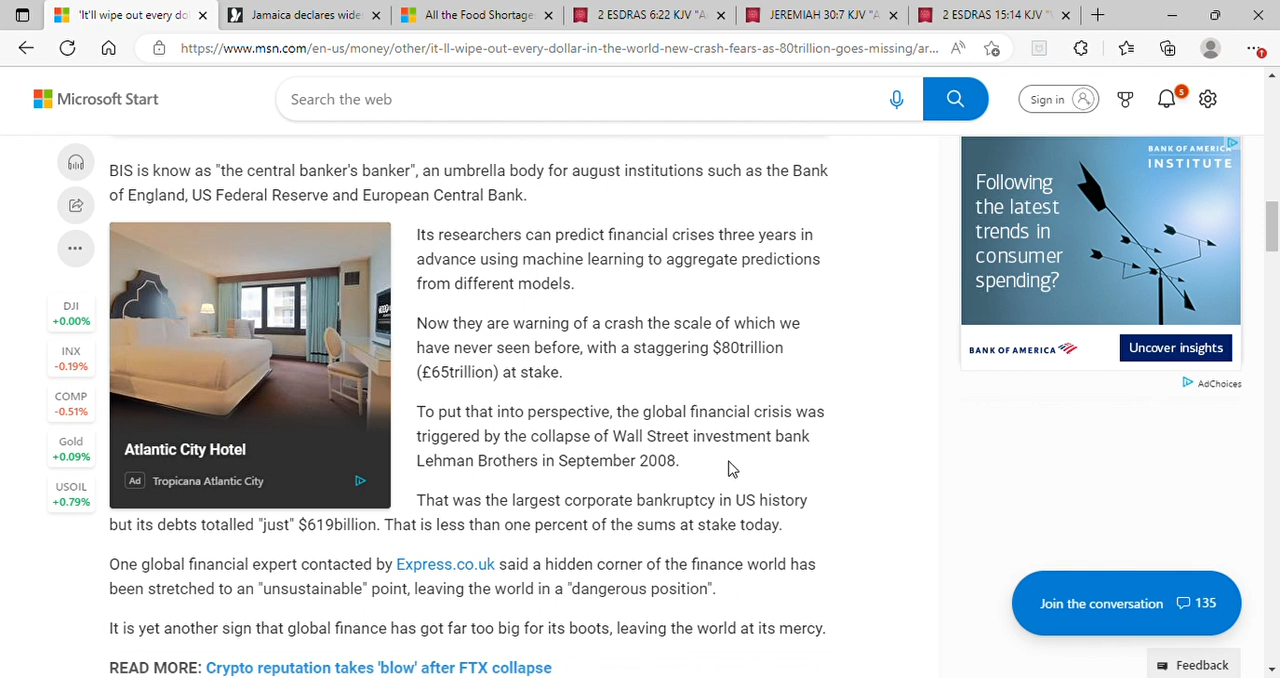 'It'll wipe out every do
Jamaica declares wide
All the Food Shortage
2 ESDRAS 6:22 KJV "A
JEREMIAH 30:7 KJV "A
2 ESDRAS 15:14 KJV "
https://www.msn.com/en-us/money/other/it-ll-wipe-out-every-dollar-in-the-world-new-crash-fears-as-80trillion-goes-missing/ar...
Microsoft Start
Search the web
Sign in
5
BIS is know as "the central banker's banker", an umbrella body for august institutions such as the Bank
of England, US Federal Reserve and European Central Bank.
Its researchers can predict financial crises three years in
advance using machine learning to aggregate predictions
from different models.
Now they are warning of a crash the scale of which we
have never seen before, with a staggering $80trillion
(£65trillion) at stake.
To put that into perspective, the global financial crisis was
triggered by the collapse of Wall Street investment bank
Lehman Brothers in September 2008.
That was the largest corporate bankruptcy in US history
but its debts totalled "just" $619billion. That is less than one percent of the sums at stake today.
One global financial expert contacted by Express.co.uk said a hidden corner of the finance world has
been stretched to an "unsustainable" point, leaving the world in a "dangerous position".
It is yet another sign that global finance has got far too big for its boots, leaving the world at its mercy.
READ MORE: Crypto reputation takes 'blow' after FTX collapse
DJI
+0.00%
INX
-0.19%
COMP
-0.51%
Gold
+0.09%
USOIL
+0.79%
Atlantic City Hotel
Ad Tropicana Atlantic City
BANK OF AMERICA
INSTITUTE
Following
the latest
trends in
consumer
spending?
BANK OF AMERICA
Uncover insights
AdChoices
Join the conversation 135
Feedback